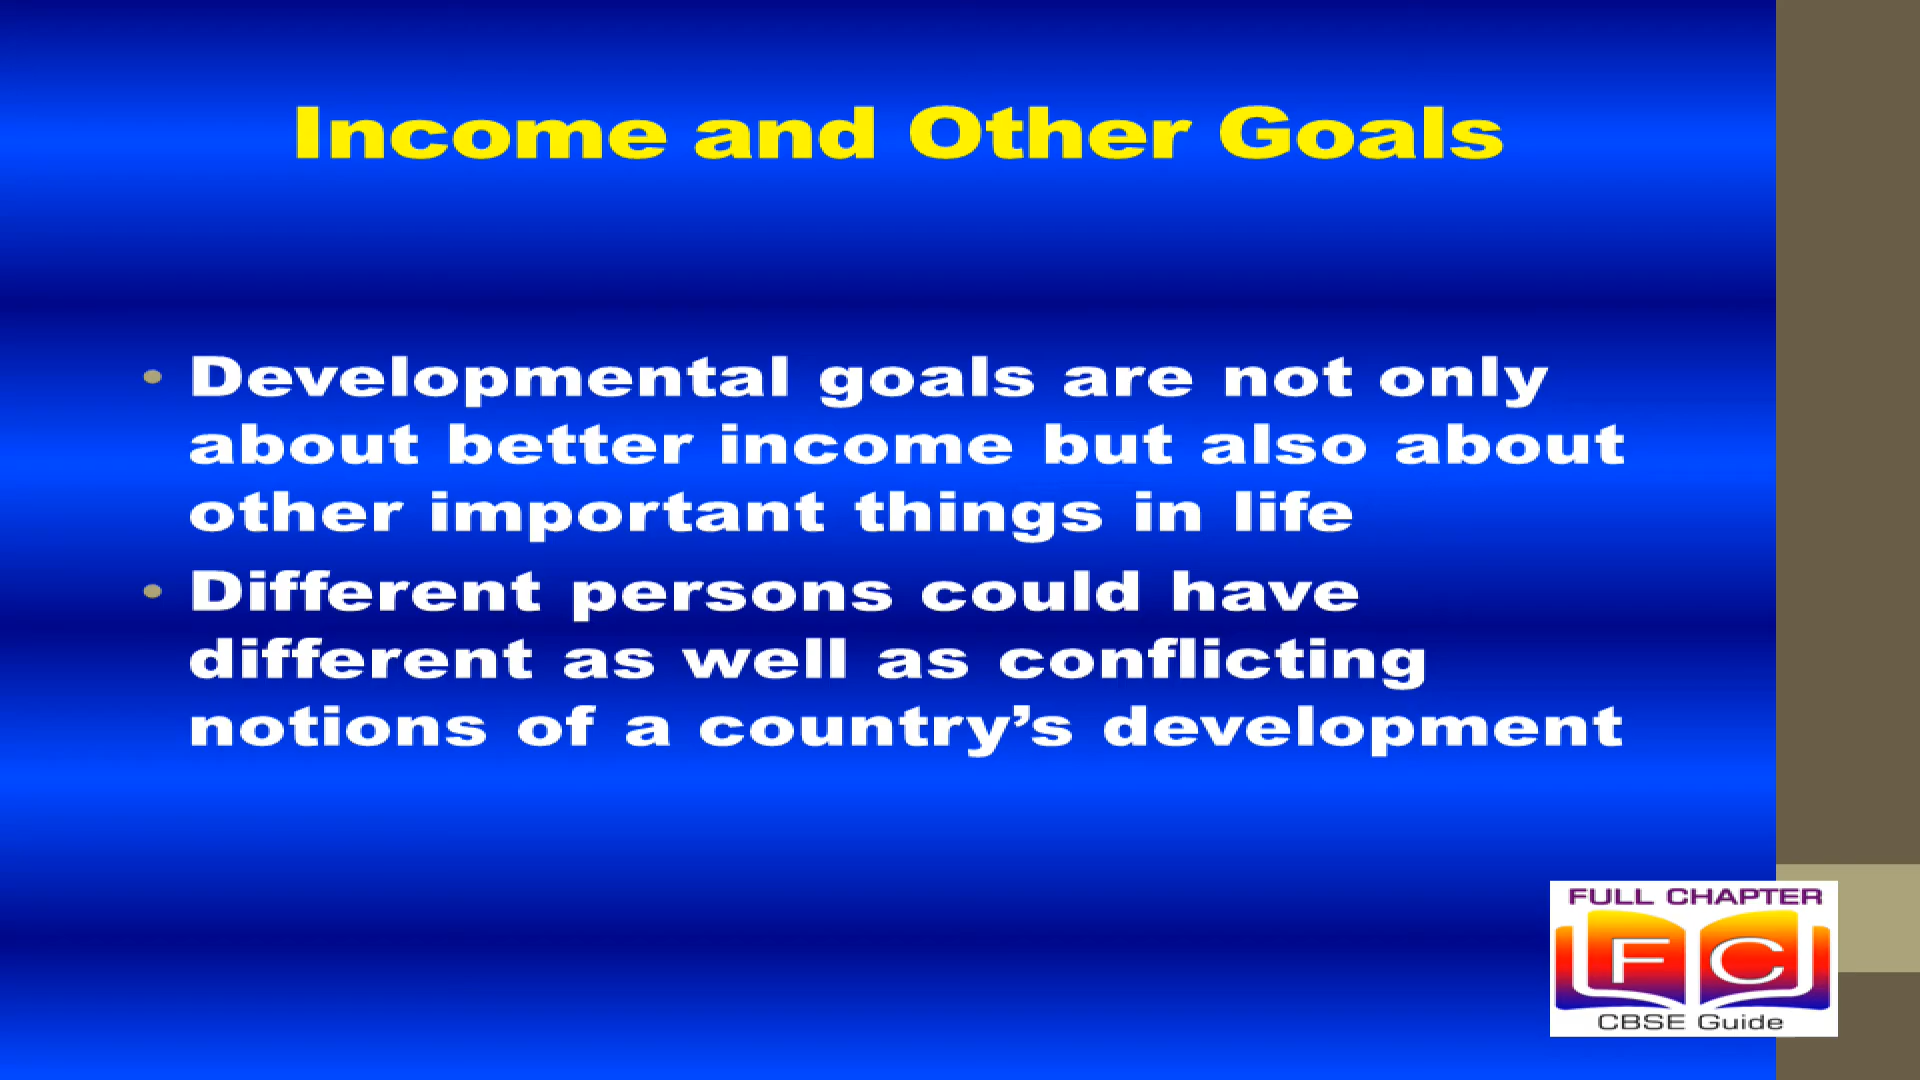 Income and Other Goals
• Developmental goals are not only
about better income but also about
other important things in life
• Different persons could have
different as well as conflicting
notions of a country’s development
FULL CHAPTER
FC
CBSE Guide